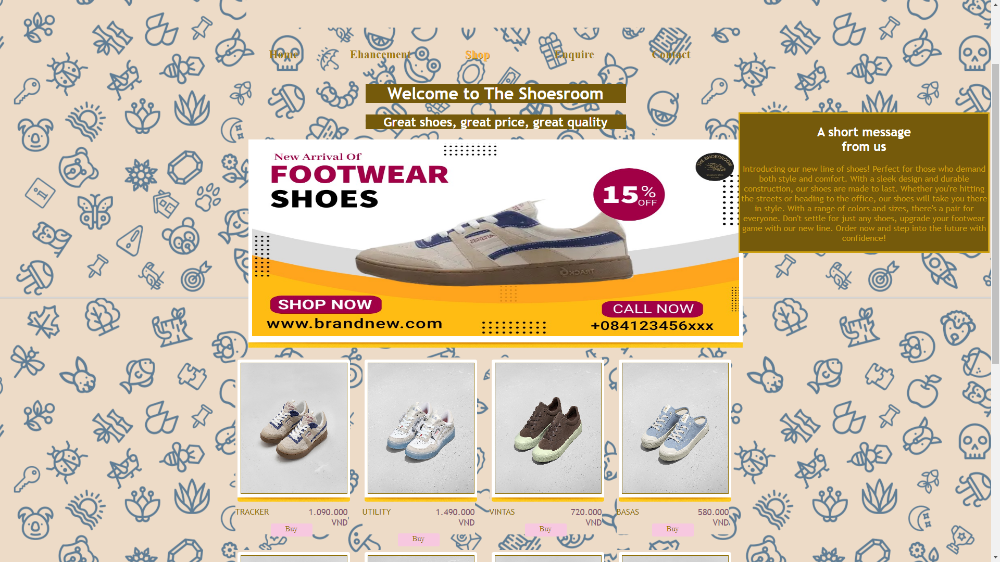 Home Ehancement Shop Enquire Contact
Welcome to The Shoesroom
Great shoes, great price, great quality
New Arrival Of
FOOTWEAR
SHOES
THE SHOESROOM
15%
OFF
SHOP NOW
www.brandnew.com
CALL NOW
+084123456xxx
A short message
from us
Introducing our new line of shoes! Perfect for those who demand
both style and comfort. With a sleek design and durable
construction, our shoes are made to last. Whether you're hitting
the streets or heading to the office, our shoes will take you there
in style. With a range of colors and sizes, there's a pair for
everyone. Don't settle for just any shoes, upgrade your footwear
game with our new line. Order now and step into the future with
confidence!
TRACKER 1.090.000
VND
Buy
UTILITY 1.490.000
VND
Buy
VINTAS 720.000
VND
Buy
BASAS 580.000
VND
Buy